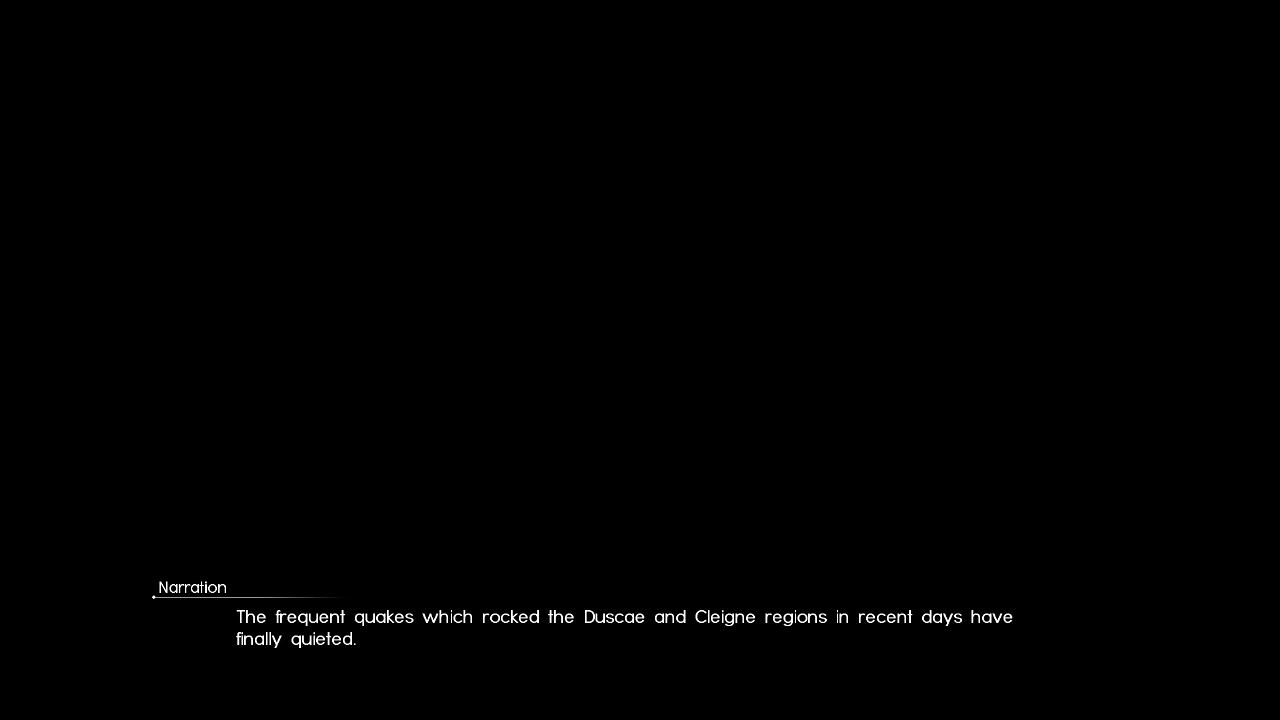 Narration
The frequent quakes which rocked the Duscae and Cleigne regions in recent days have
finally quieted.